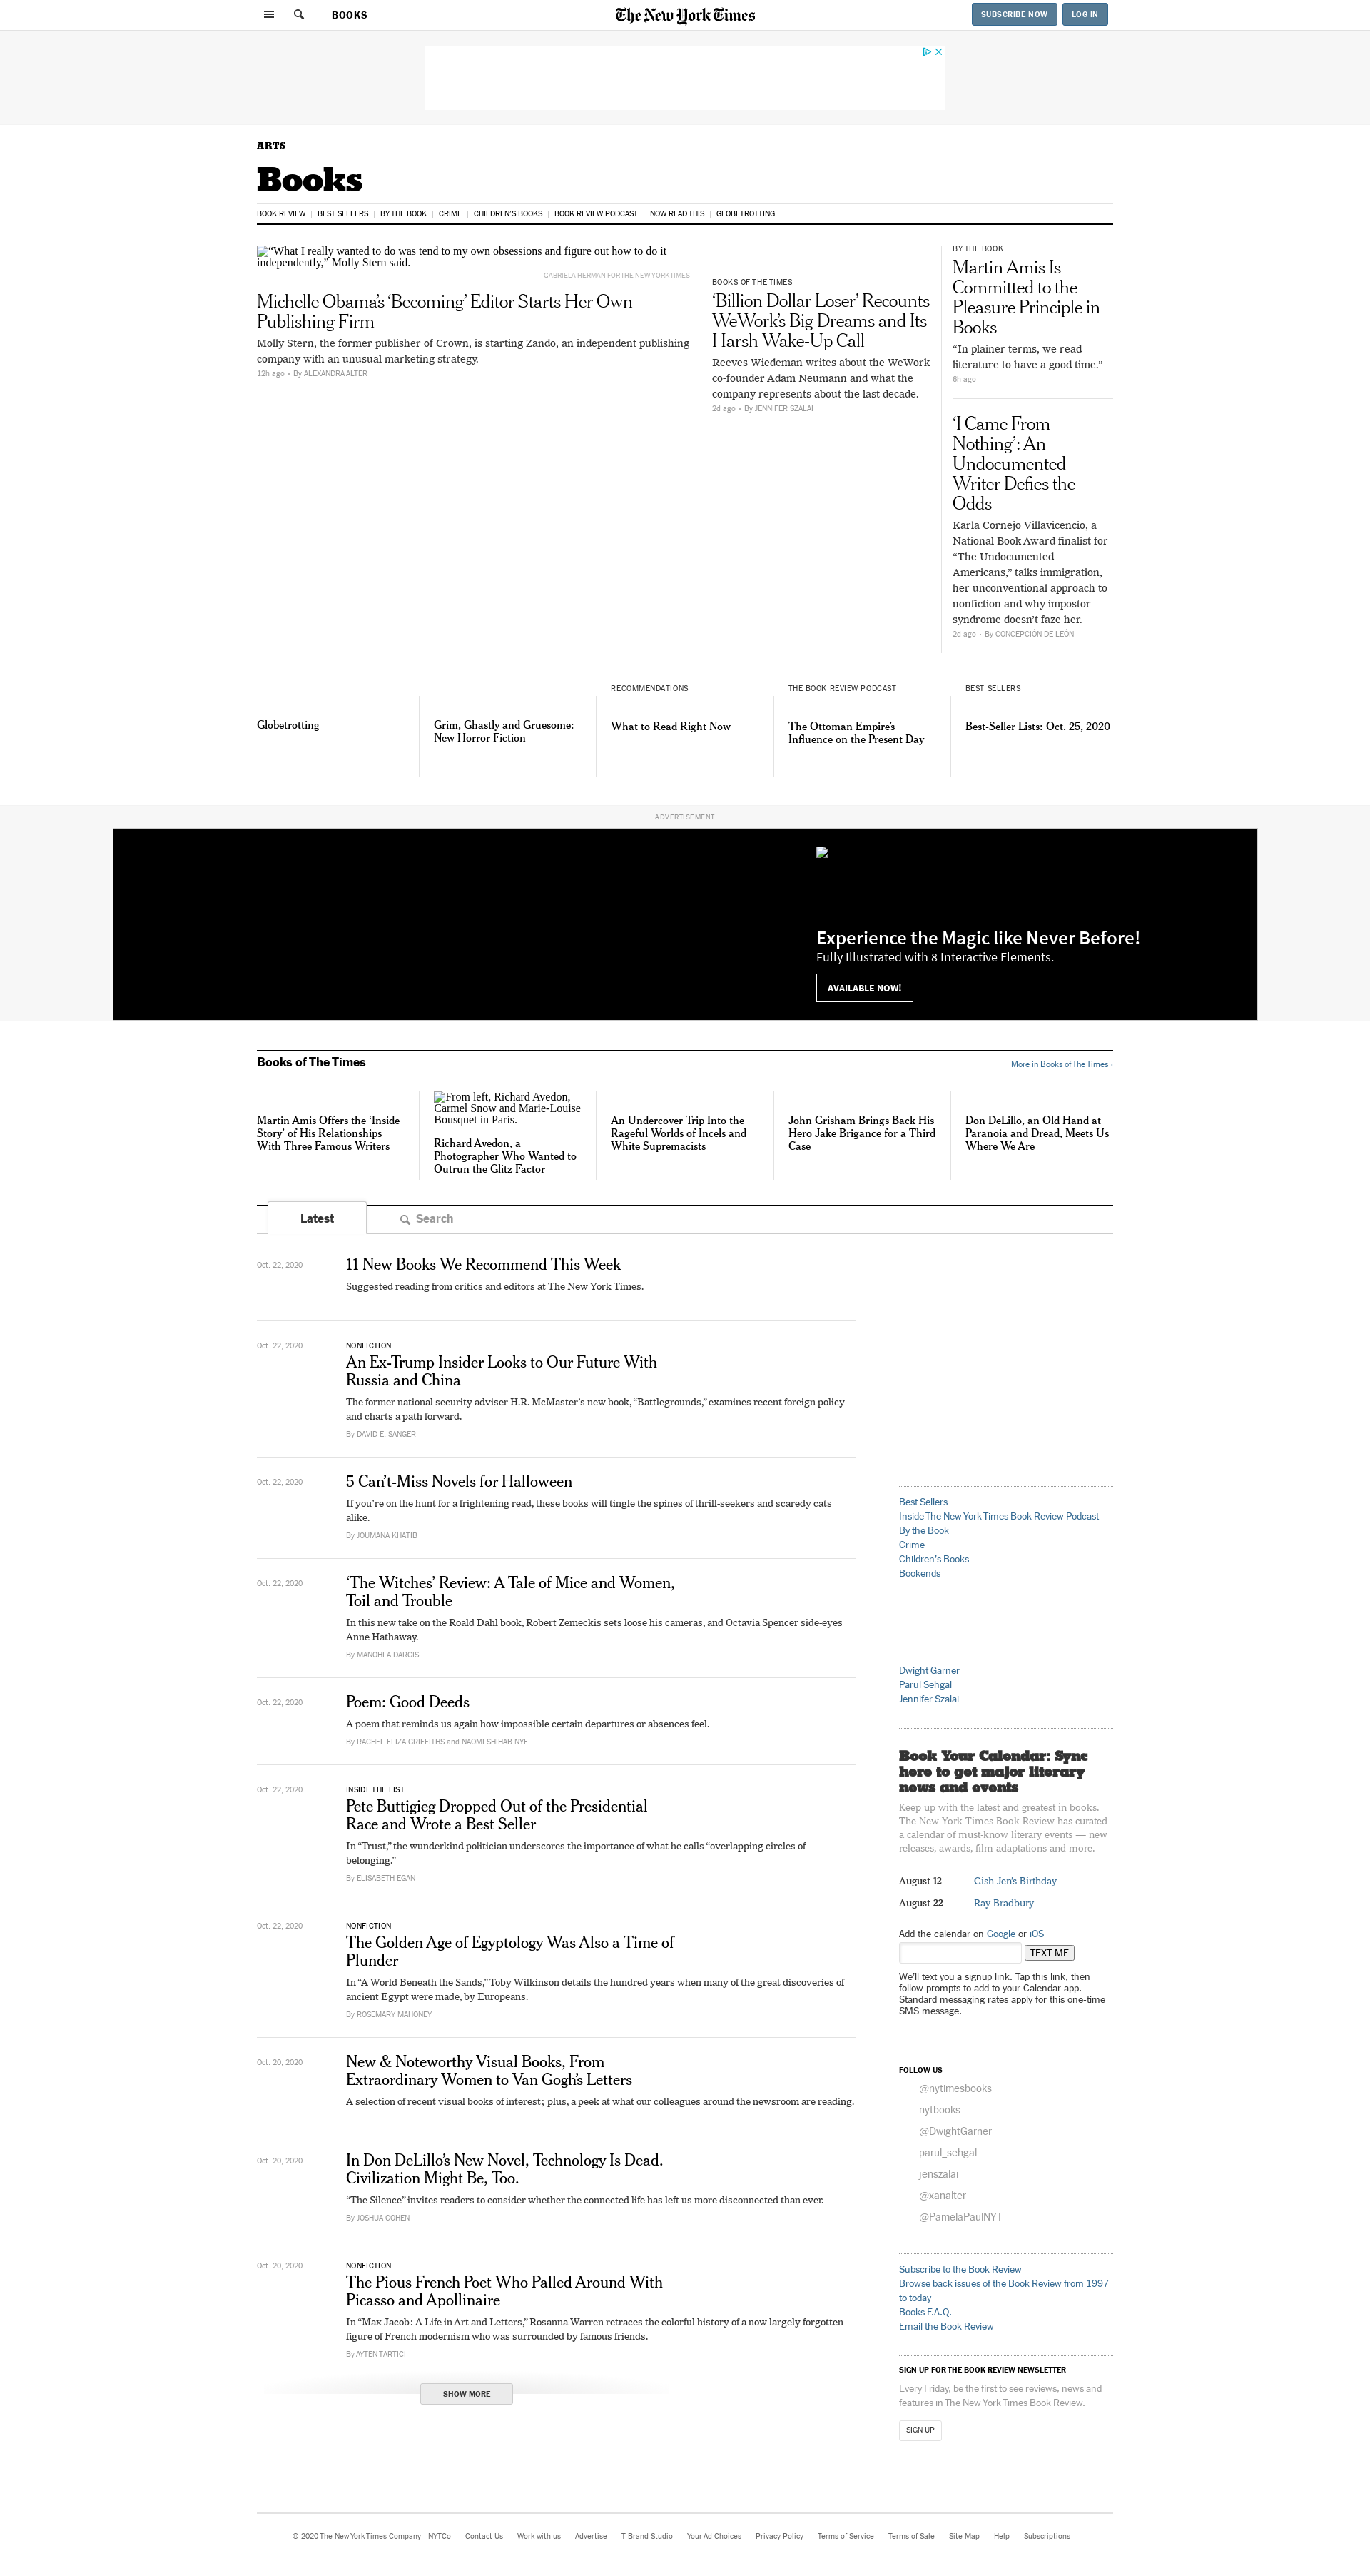 BOOKS
The New York Times
SUBSCRIBE NOW
LOG IN
ARTS
Books
BOOK REVIEW
BEST SELLERS
BY THE BOOK
CRIME
CHILDREN'S BOOKS
BOOK REVIEW PODCAST
NOW READ THIS
GLOBETROTTING
“What I really wanted to do was tend to my own obsessions and figure out how to do it
independently,” Molly Stern said.
GABRIELA HERMAN FOR THE NEW YORK TIMES
Michelle Obama’s ‘Becoming’ Editor Starts Her Own
Publishing Firm
Molly Stern, the former publisher of Crown, is starting Zando, an independent publishing
company with an unusual marketing strategy.
12h ago • By ALEXANDRA ALTER
BOOKS OF THE TIMES
‘Billion Dollar Loser’ Recounts
WeWork’s Big Dreams and Its
Harsh Wake-Up Call
Reeves Wiedeman writes about the WeWork
co-founder Adam Neumann and what the
company represents about the last decade.
2d ago • By JENNIFER SZALAI
BY THE BOOK
Martin Amis Is
Committed to the
Pleasure Principle in
Books
“In plainer terms, we read
literature to have a good time.”
6h ago
‘I Came From
Nothing’: An
Undocumented
Writer Defies the
Odds
Karla Cornejo Villavicencio, a
National Book Award finalist for
“The Undocumented
Americans,” talks immigration,
her unconventional approach to
nonfiction and why impostor
syndrome doesn’t faze her.
2d ago • By CONCEPCIÓN DE LEÓN
Globetrotting
Grim, Ghastly and Gruesome:
New Horror Fiction
RECOMMENDATIONS
What to Read Right Now
THE BOOK REVIEW PODCAST
The Ottoman Empire’s
Influence on the Present Day
BEST SELLERS
Best-Seller Lists: Oct. 25, 2020
ADVERTISEMENT
Experience the Magic like Never Before!
Fully Illustrated with 8 Interactive Elements.
AVAILABLE NOW!
Books of The Times
More in Books of The Times ›
Martin Amis Offers the ‘Inside
Story’ of His Relationships
With Three Famous Writers
From left, Richard Avedon,
Carmel Snow and Marie-Louise
Bousquet in Paris.
Richard Avedon, a
Photographer Who Wanted to
Outrun the Glitz Factor
An Undercover Trip Into the
Rageful Worlds of Incels and
White Supremacists
John Grisham Brings Back His
Hero Jake Brigance for a Third
Case
Don DeLillo, an Old Hand at
Paranoia and Dread, Meets Us
Where We Are
Latest
Search
Oct. 22, 2020
11 New Books We Recommend This Week
Suggested reading from critics and editors at The New York Times.
Oct. 22, 2020
NONFICTION
An Ex-Trump Insider Looks to Our Future With
Russia and China
The former national security adviser H.R. McMaster’s new book, “Battlegrounds,” examines recent foreign policy
and charts a path forward.
By DAVID E. SANGER
Oct. 22, 2020
5 Can’t-Miss Novels for Halloween
If you’re on the hunt for a frightening read, these books will tingle the spines of thrill-seekers and scaredy cats
alike.
By JOUMANA KHATIB
Oct. 22, 2020
‘The Witches’ Review: A Tale of Mice and Women,
Toil and Trouble
In this new take on the Roald Dahl book, Robert Zemeckis sets loose his cameras, and Octavia Spencer side-eyes
Anne Hathaway.
By MANOHLA DARGIS
Oct. 22, 2020
Poem: Good Deeds
A poem that reminds us again how impossible certain departures or absences feel.
By RACHEL ELIZA GRIFFITHS and NAOMI SHIHAB NYE
Oct. 22, 2020
INSIDE THE LIST
Pete Buttigieg Dropped Out of the Presidential
Race and Wrote a Best Seller
In “Trust,” the wunderkind politician underscores the importance of what he calls “overlapping circles of
belonging.”
By ELISABETH EGAN
Oct. 22, 2020
NONFICTION
The Golden Age of Egyptology Was Also a Time of
Plunder
In “A World Beneath the Sands,” Toby Wilkinson details the hundred years when many of the great discoveries of
ancient Egypt were made, by Europeans.
By ROSEMARY MAHONEY
Oct. 20, 2020
New & Noteworthy Visual Books, From
Extraordinary Women to Van Gogh’s Letters
A selection of recent visual books of interest; plus, a peek at what our colleagues around the newsroom are reading.
Oct. 20, 2020
In Don DeLillo’s New Novel, Technology Is Dead.
Civilization Might Be, Too.
“The Silence” invites readers to consider whether the connected life has left us more disconnected than ever.
By JOSHUA COHEN
Oct. 20, 2020
NONFICTION
The Pious French Poet Who Palled Around With
Picasso and Apollinaire
In “Max Jacob: A Life in Art and Letters,” Rosanna Warren retraces the colorful history of a now largely forgotten
figure of French modernism who was surrounded by famous friends.
By AYTEN TARTICI
SHOW MORE
Best Sellers
Inside The New York Times Book Review Podcast
By the Book
Crime
Children's Books
Bookends
Dwight Garner
Parul Sehgal
Jennifer Szalai
Book Your Calendar: Sync
here to get major literary
news and events
Keep up with the latest and greatest in books.
The New York Times Book Review has curated
a calendar of must-know literary events — new
releases, awards, film adaptations and more.
August 12
Gish Jen’s Birthday
August 22
Ray Bradbury
Add the calendar on Google or iOS
TEXT ME
We’ll text you a signup link. Tap this link, then
follow prompts to add to your Calendar app.
Standard messaging rates apply for this one-time
SMS message.
FOLLOW US
@nytimesbooks
nytbooks
@DwightGarner
parul_sehgal
jenszalai
@xanalter
@PamelaPaulNYT
Subscribe to the Book Review
Browse back issues of the Book Review from 1997
to today
Books F.A.Q.
Email the Book Review
SIGN UP FOR THE BOOK REVIEW NEWSLETTER
Every Friday, be the first to see reviews, news and
features in The New York Times Book Review.
SIGN UP
© 2020 The New York Times Company
NYTCo
Contact Us
Work with us
Advertise
T Brand Studio
Your Ad Choices
Privacy Policy
Terms of Service
Terms of Sale
Site Map
Help
Subscriptions